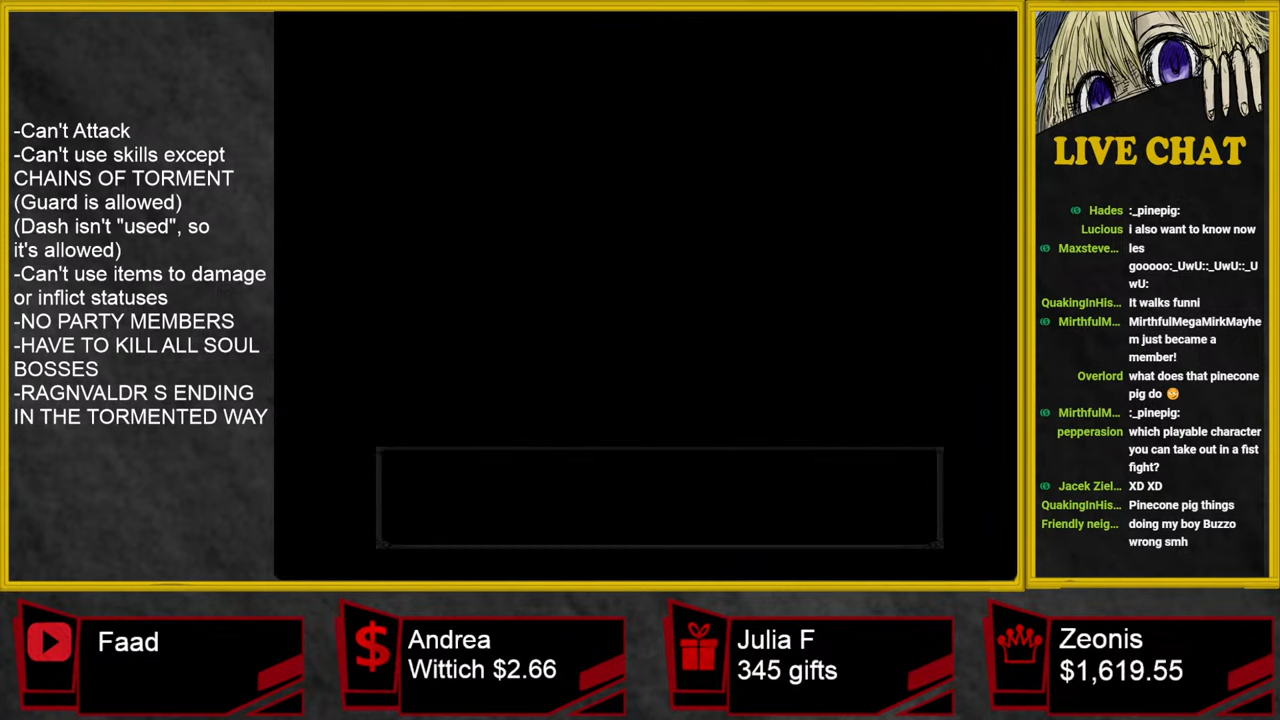 -Can't Attack
-Can't use skills except
CHAINS OF TORMENT
(Guard is allowed)
(Dash isn't "used", so
it's allowed)
-Can't use items to damage
or inflict statuses
-NO PARTY MEMBERS
-HAVE TO KILL ALL SOUL
BOSSES
-RAGNVALDR S ENDING
IN THE TORMENTED WAY
LIVE CHAT
Hades :_pinepig:
Lucious i also want to know now
Maxsteve... les
gooooo:_UwU::_UwU::_U
wU:
QuakingInHis... It walks funni
MirthfulM... MirthfulMegaMirkMayhe
m just became a
member!
Overlord what does that pinecone
pig do 😳
MirthfulM... :_pinepig:
pepperasion which playable character
you can take out in a fist
fight?
Jacek Ziel... XD XD
QuakingInHis... Pinecone pig things
Friendly neig... doing my boy Buzzo
wrong smh
Faad
Andrea
Wittich $2.66
Julia F
345 gifts
Zeonis
$1,619.55